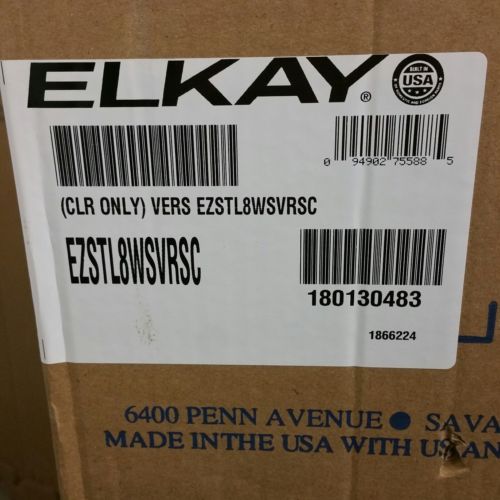 ELKAY®
BUILT IN
USA
0 94902 75588 5
(CLR ONLY) VERS EZSTL8WSVRSC
EZSTL8WSVRSC
180130483
1866224
6400 PENN AVENUE ● SAVA
MADE IN THE USA WITH US AN